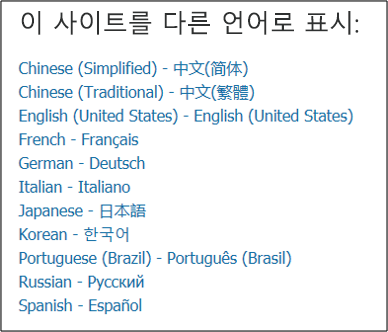 이 사이트를 다른 언어로 표시:
Chinese (Simplified) - 中文(简体)
Chinese (Traditional) - 中文(繁體)
English (United States) - English (United States)
French - Français
German - Deutsch
Italian - Italiano
Japanese - 日本語
Korean - 한국어
Portuguese (Brazil) - Português (Brasil)
Russian - Русский
Spanish - Español